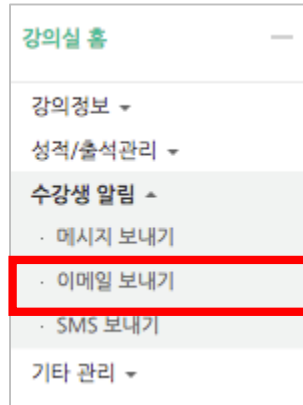 강의실 홈
강의정보
성적/출석관리
수강생 알림
· 메시지 보내기
· 이메일 보내기
· SMS 보내기
기타 관리